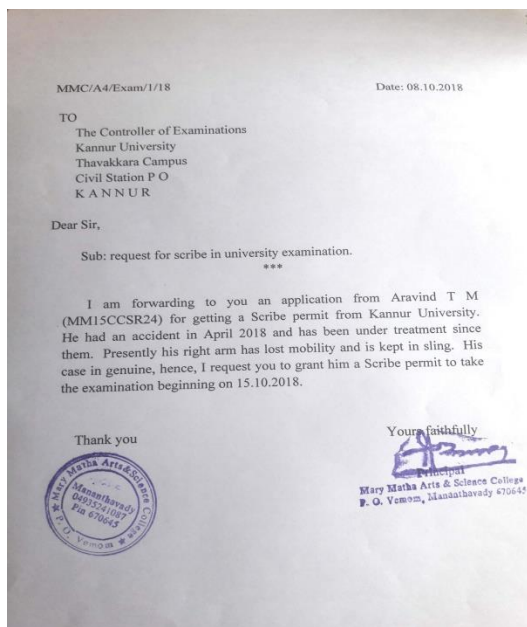 MMC/A4/Exam/1/18 Date: 08.10.2018
TO
The Controller of Examinations
Kannur University
Thavakkara Campus
Civil Station P O
K A N N U R
Dear Sir,
Sub: request for scribe in university examination.
***
I am forwarding to you an application from Aravind T M
(MM15CCSR24) for getting a Scribe permit from Kannur University.
He had an accident in April 2018 and has been under treatment since
them. Presently his right arm has lost mobility and is kept in sling. His
case in genuine, hence, I request you to grant him a Scribe permit to take
the examination beginning on 15.10.2018.
Thank you
Yours faithfully
Principal
Mary Matha Arts & Science College
P. O. Vemom, Mananthavady 670645
Mary Matha Arts & Science College
P. O. Vemom
Mananthavady
04935241087
Pin 670645